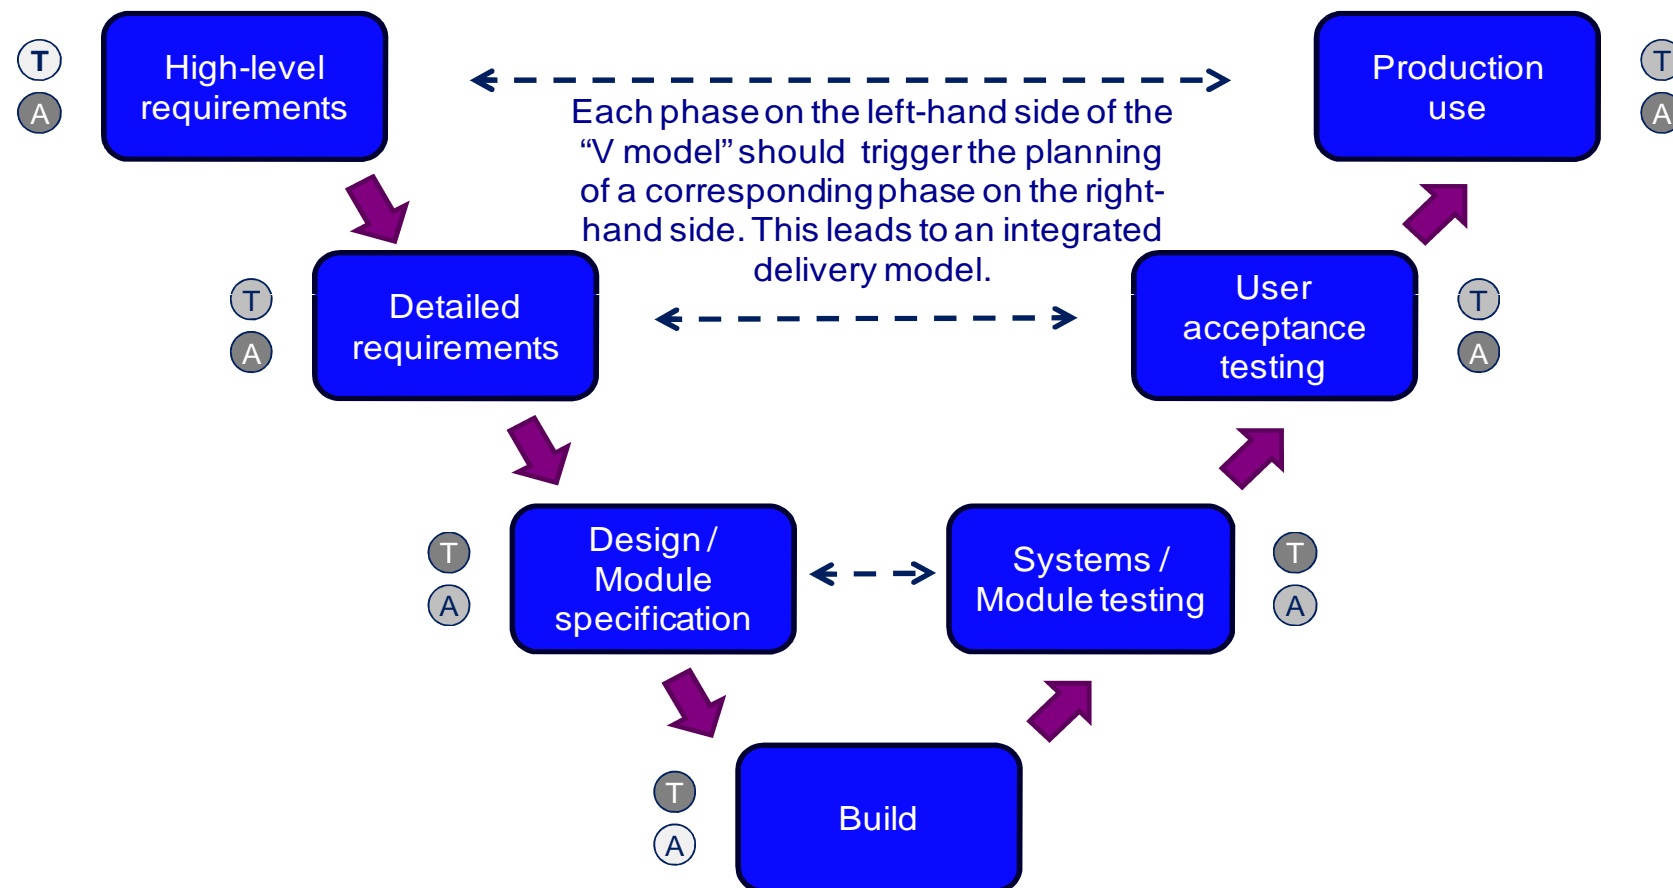 T
A
High-level
requirements
Production
use
T
A
Each phase on the left-hand side of the
“V model” should trigger the planning
of a corresponding phase on the right-
hand side. This leads to an integrated
delivery model.
T
A
Detailed
requirements
User
acceptance
testing
T
A
T
A
Design /
Module
specification
Systems /
Module testing
T
A
T
A
Build